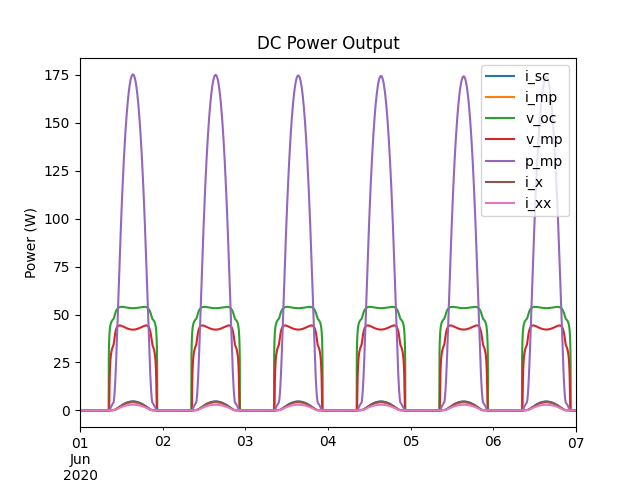 DC Power Output
Power (W)
175
150
125
100
75
50
25
0
i_sc
i_mp
v_oc
v_mp
p_mp
i_x
i_xx
01 02 03 04 05 06 07
Jun
2020